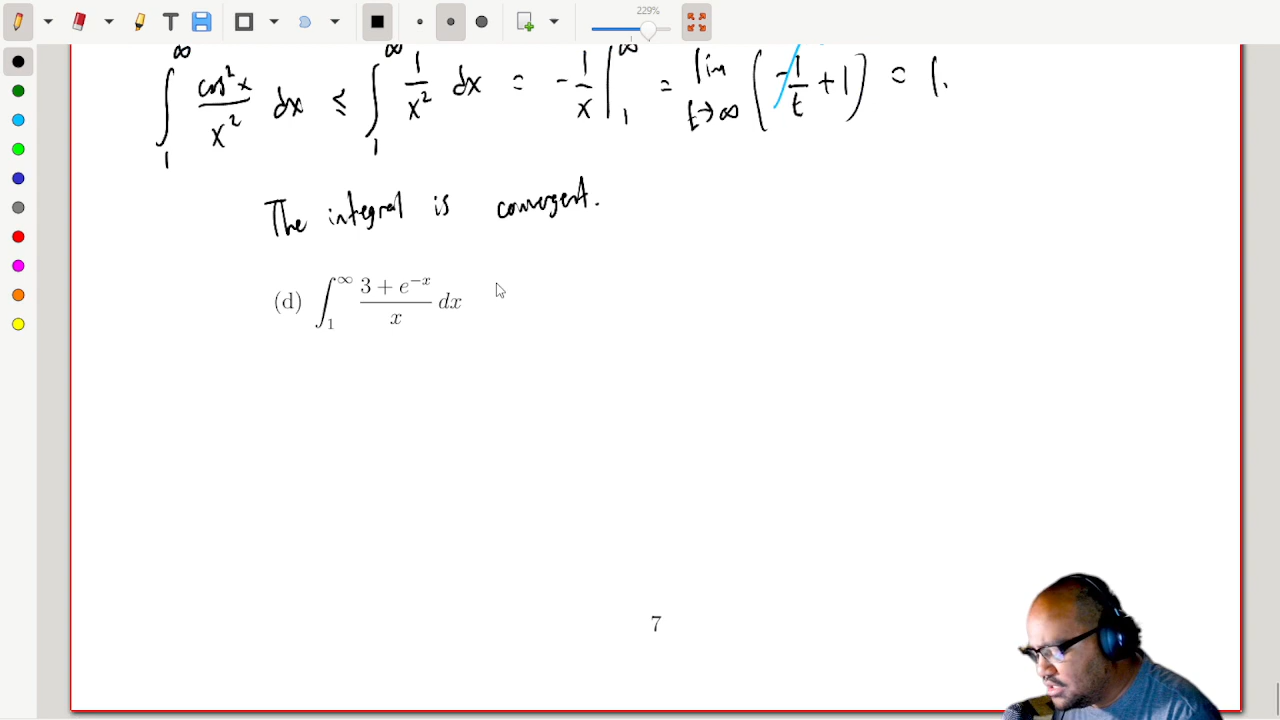 229%
∫₁^∞ cos²x/x² dx ≤ ∫₁^∞ 1/x² dx = -1/x |₁^∞ = lim t→∞ (-1/t + 1) = 1.
The integral is convergent.
(d) ∫₁^∞ (3 + e^{-x})/x dx
7